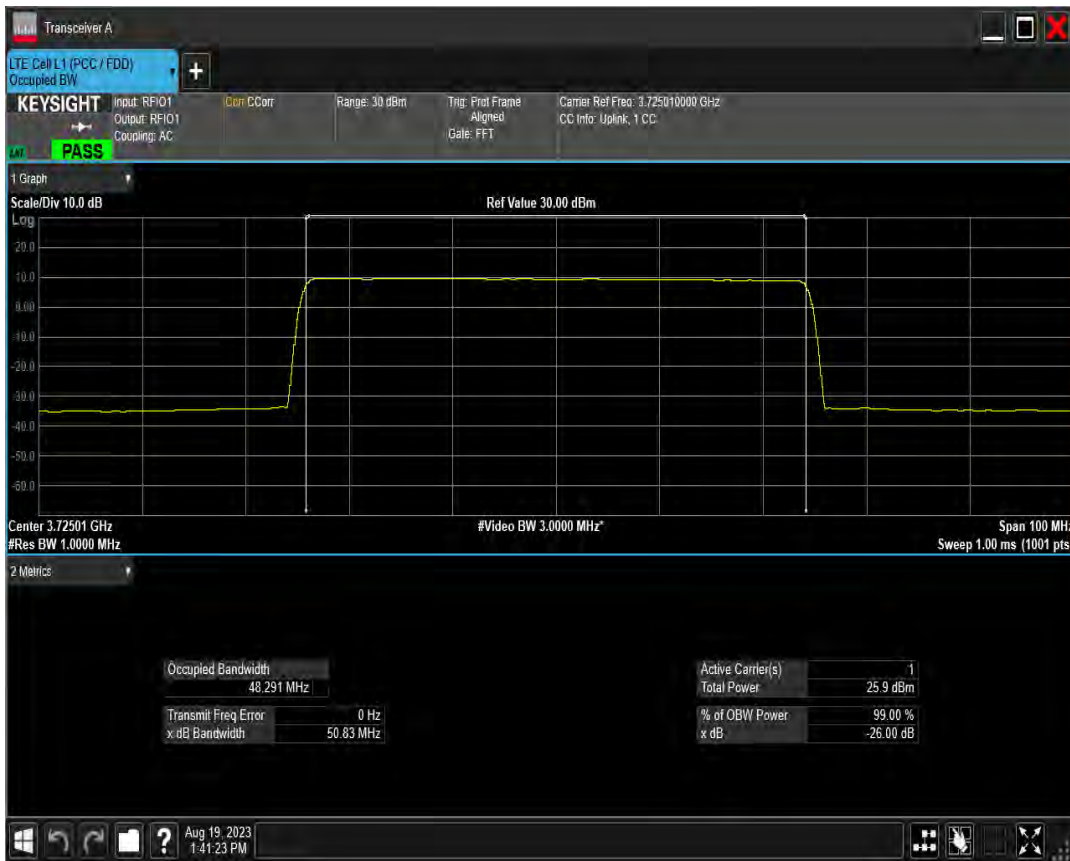 Transceiver A
LTE Cell L1 (PCC / FDD)
Occupied BW
+
KEYSIGHT
Input: RFIO1
Output: RFIO1
Coupling: AC
Corr CCorr
Range: 30 dBm
Trig: Prot Frame
Aligned
Gate: FFT
Carrier Ref Freq: 3.725010000 GHz
CC Info: Uplink, 1 CC
PASS
1 Graph
Scale/Div 10.0 dB
Ref Value 30.00 dBm
Log
20.0
10.0
0.00
-10.0
-20.0
-30.0
-40.0
-50.0
-60.0
Center 3.72501 GHz
#Video BW 3.0000 MHz*
Span 100 MHz
#Res BW 1.0000 MHz
Sweep 1.00 ms (1001 pts
2 Metrics
Occupied Bandwidth
48.291 MHz
Transmit Freq Error 0 Hz
x dB Bandwidth 50.83 MHz
Active Carrier(s) 1
Total Power 25.9 dBm
% of OBW Power 99.00 %
x dB -26.00 dB
?
Aug 19, 2023
1:41:23 PM